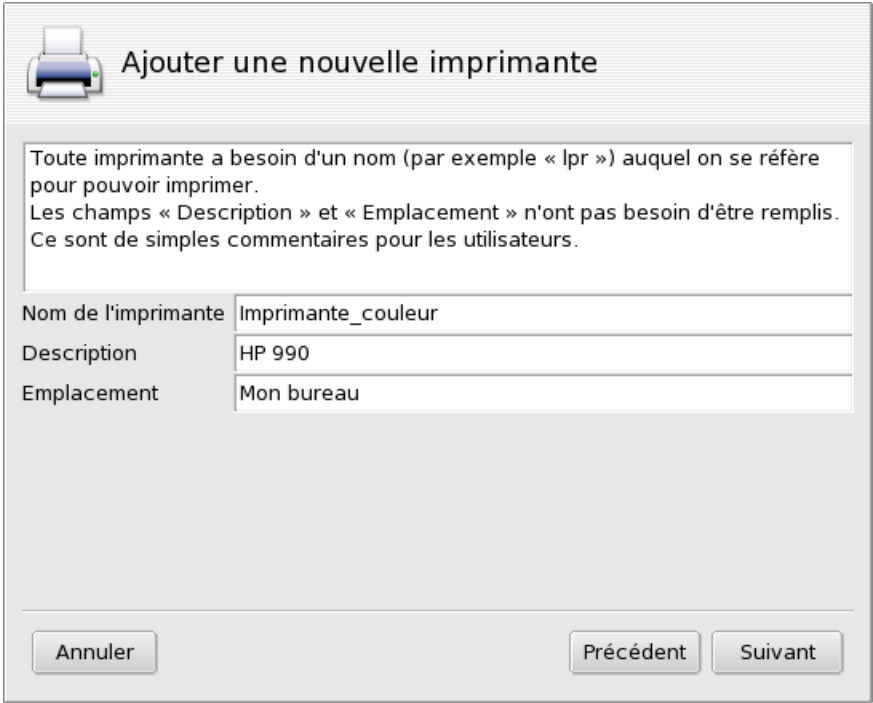 Ajouter une nouvelle imprimante
Toute imprimante a besoin d'un nom (par exemple « lpr ») auquel on se réfère
pour pouvoir imprimer.
Les champs « Description » et « Emplacement » n'ont pas besoin d'être remplis.
Ce sont de simples commentaires pour les utilisateurs.
Nom de l'imprimante Imprimante_couleur
Description HP 990
Emplacement Mon bureau
Annuler Précédent Suivant